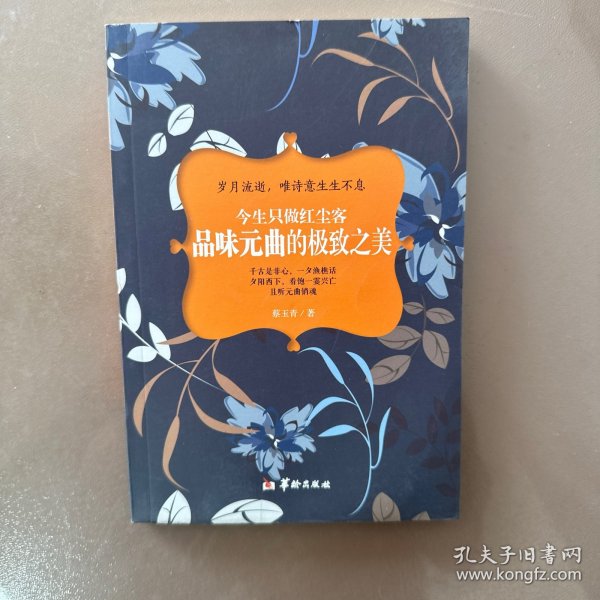 岁月流逝，唯诗意生生不息
今生只做红尘客
品味元曲的极致之美
千古是非心，一夕渔樵话
夕阳西下，看饱一霎兴亡
且听元曲销魂
蔡玉青/著
华龄出版社
孔夫子旧书网
www.kongfz.com